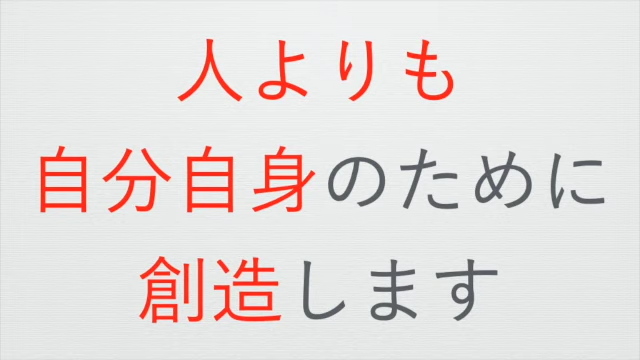 人よりも
自分自身のために
創造します